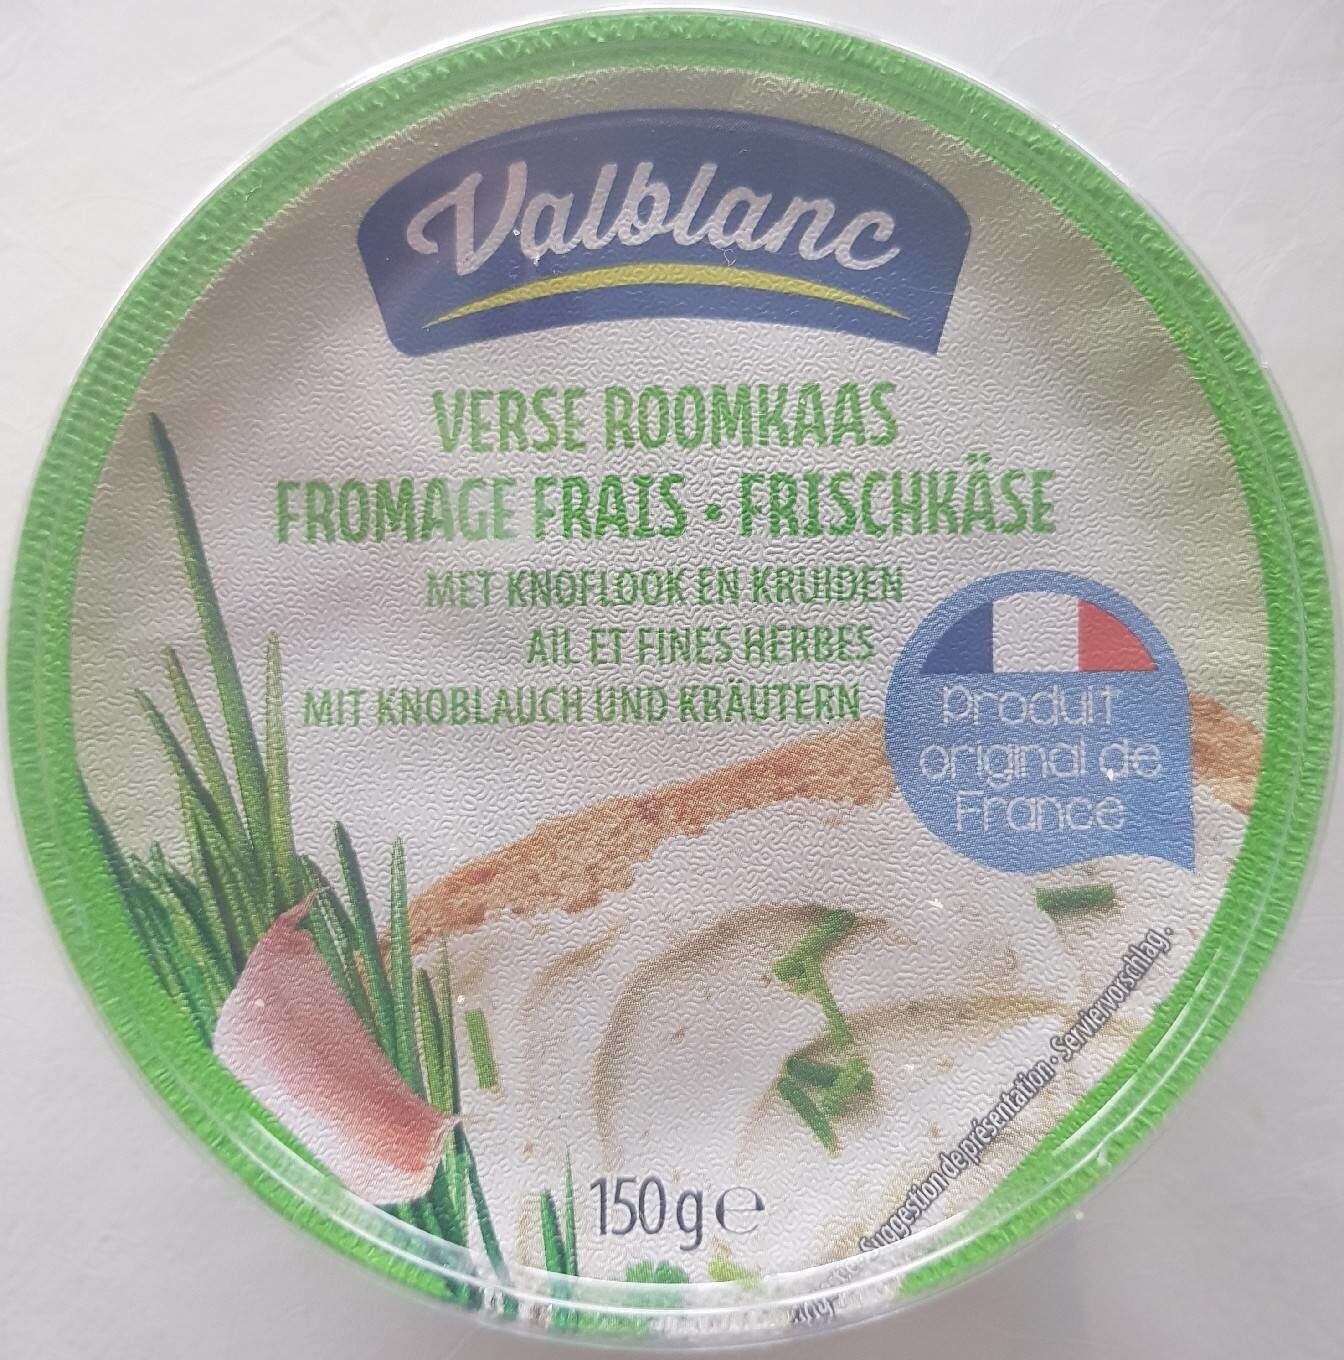 Valblanc
VERSE ROOMKAAS
FROMAGE FRAIS • FRISCHKÄSE
MET KNOFLOOK EN KRUIDEN
AIL ET FINES HERBES
MIT KNOBLAUCH UND KRÄUTERN
Produit
original de
France
Suggestion de présentation • Serviervorschlag.
150 g e